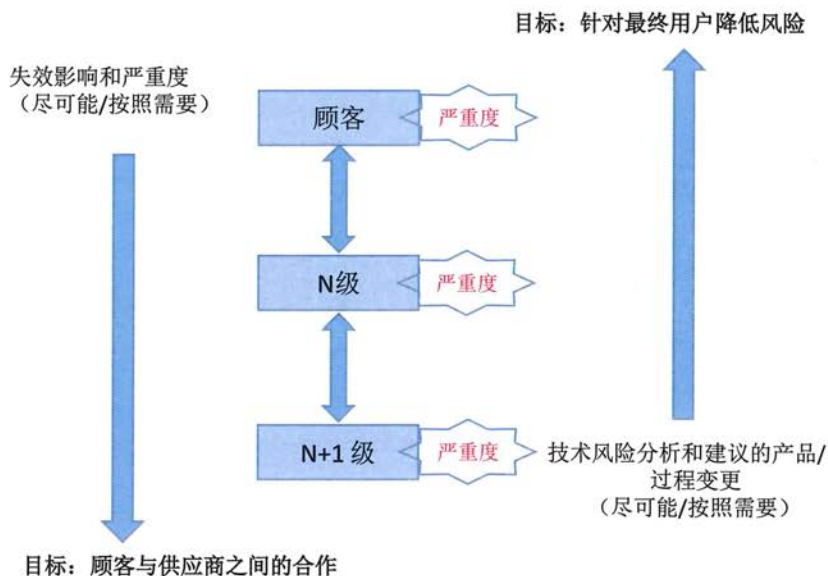 目标：针对最终用户降低风险
失效影响和严重度
（尽可能/按照需要）
顾客
严重度
N级
严重度
N+1 级
严重度
技术风险分析和建议的产品/
过程变更
（尽可能/按照需要）
目标：顾客与供应商之间的合作